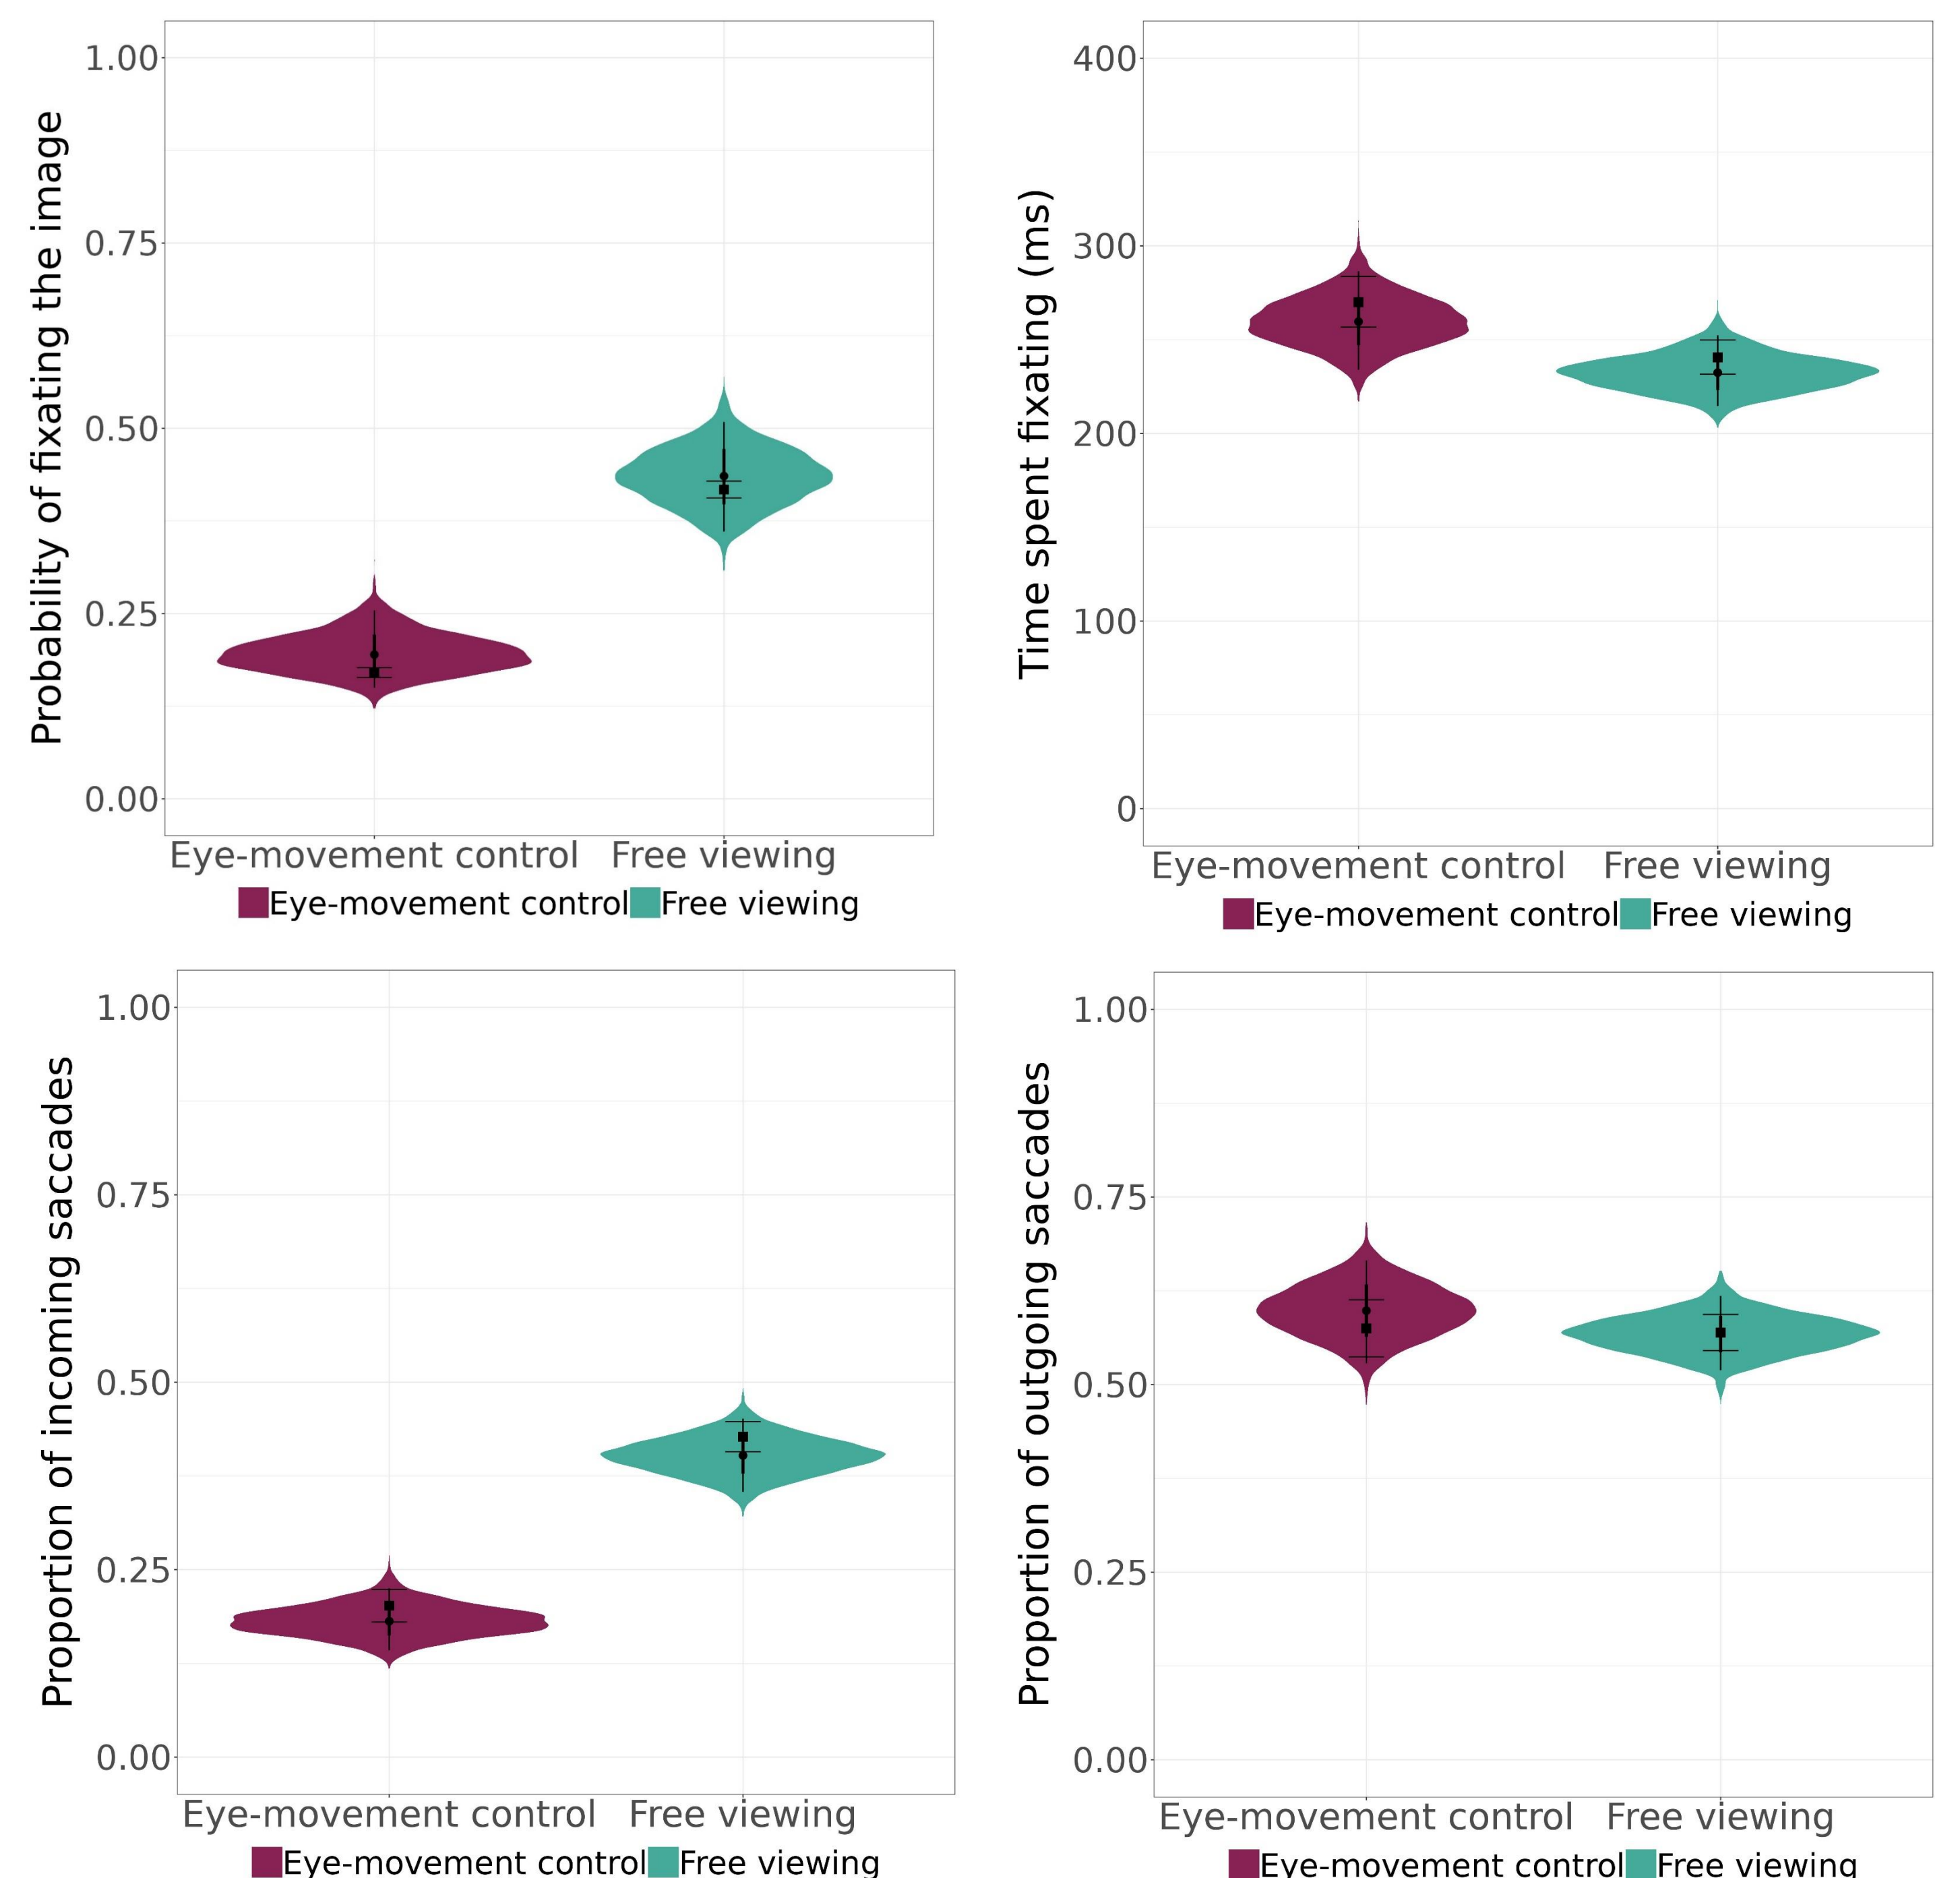 Probability of fixating the image
1.00
0.75
0.50
0.25
0.00
Eye-movement control Free viewing
Eye-movement control Free viewing
Time spent fixating (ms)
400
300
200
100
0
Eye-movement control Free viewing
Eye-movement control Free viewing
Proportion of incoming saccades
1.00
0.75
0.50
0.25
0.00
Eye-movement control Free viewing
Eye-movement control Free viewing
Proportion of outgoing saccades
1.00
0.75
0.50
0.25
0.00
Eye-movement control Free viewing
Eye-movement control Free viewing